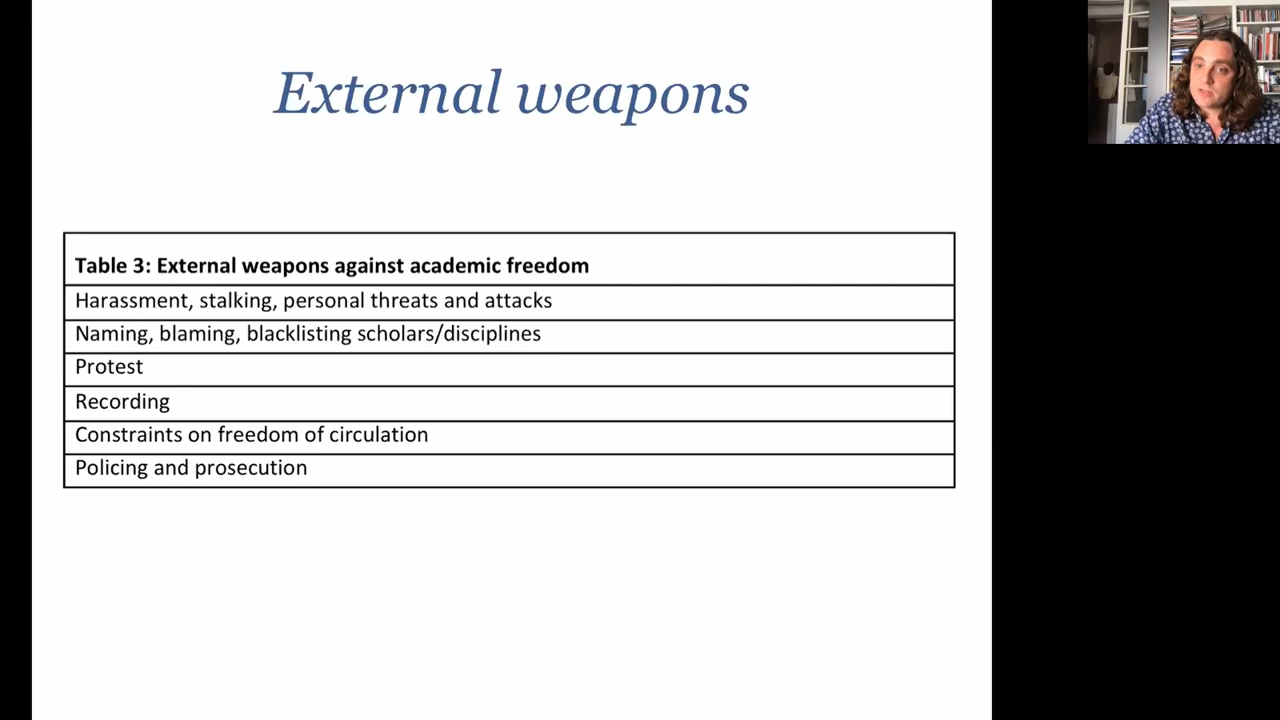 External weapons
Table 3: External weapons against academic freedom
Harassment, stalking, personal threats and attacks
Naming, blaming, blacklisting scholars/disciplines
Protest
Recording
Constraints on freedom of circulation
Policing and prosecution